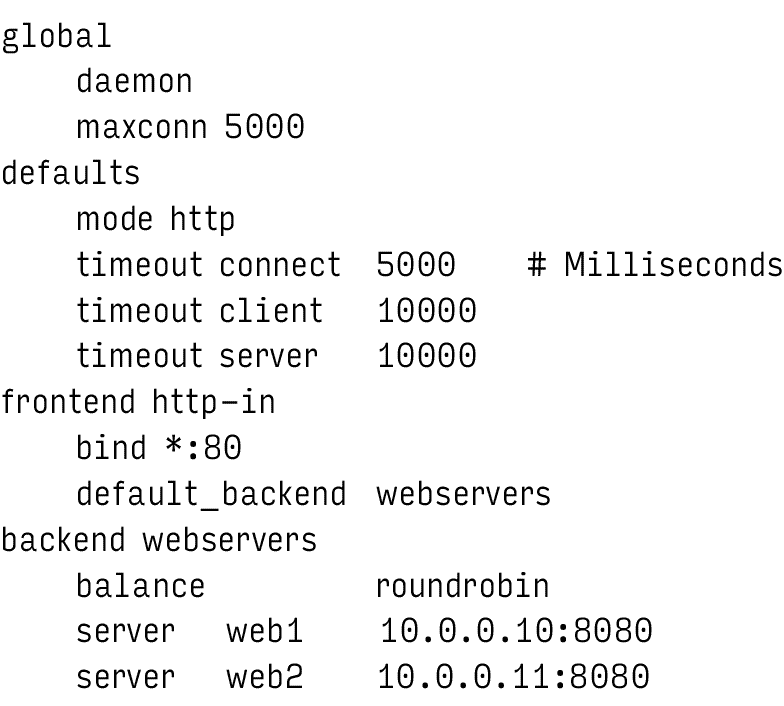 global
    daemon
    maxconn 5000
defaults
    mode http
    timeout connect  5000    # Milliseconds
    timeout client   10000
    timeout server   10000
frontend http-in
    bind *:80
    default_backend  webservers
backend webservers
    balance          roundrobin
    server  web1     10.0.0.10:8080
    server  web2     10.0.0.11:8080